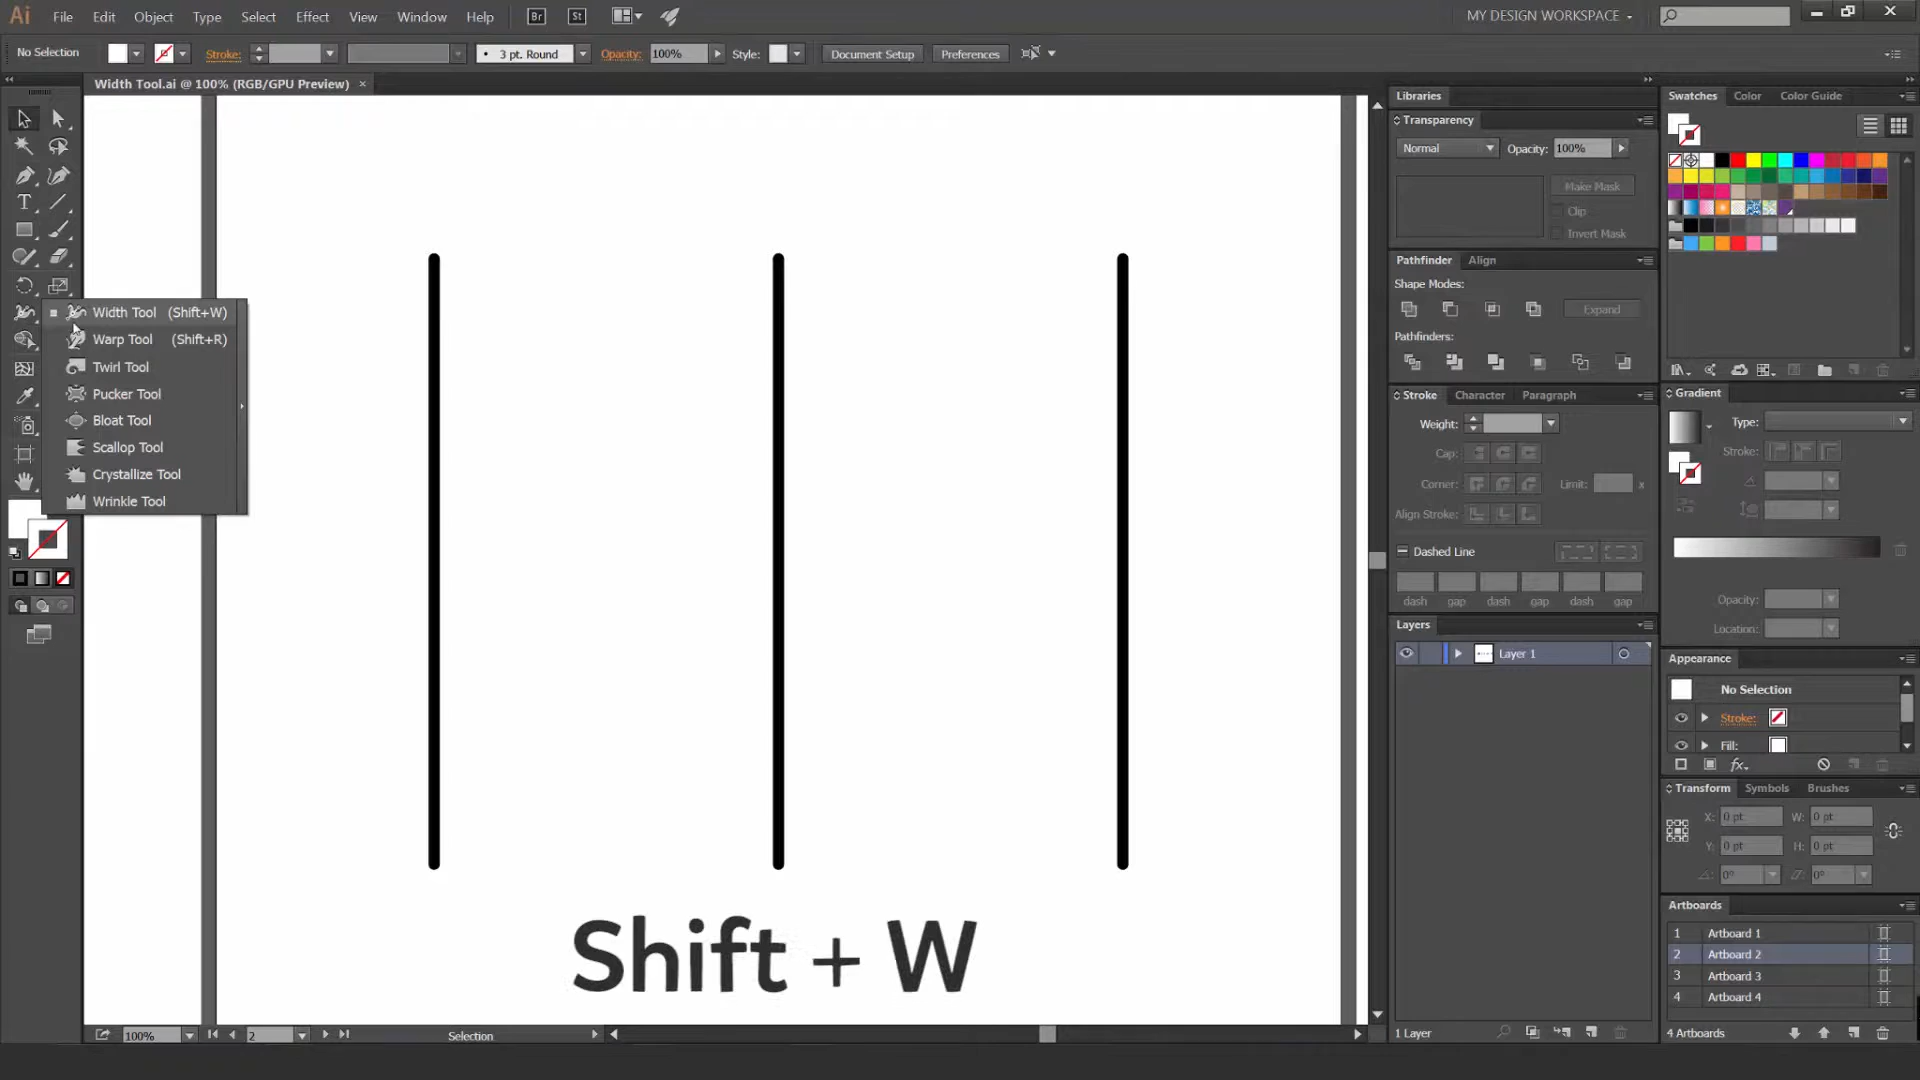 Ai File Edit Object Type Select Effect View Window Help Br St MY DESIGN WORKSPACE
No Selection Stroke: 3 pt. Round Opacity: 100% Style: Document Setup Preferences
Width Tool.ai @ 100% (RGB/GPU Preview) ×
Width Tool (Shift+W)
Warp Tool (Shift+R)
Twirl Tool
Pucker Tool
Bloat Tool
Scallop Tool
Crystallize Tool
Wrinkle Tool
Shift + W
100% 2 Selection
Libraries
Transparency
Normal Opacity: 100%
Make Mask
Clip
Invert Mask
Pathfinder Align
Shape Modes:
Expand
Pathfinders:
Stroke Character Paragraph
Weight:
Cap:
Corner: Limit: x
Align Stroke:
Dashed Line
dash gap dash gap dash gap
Layers
Layer 1
1 Layer
Swatches Color Color Guide
Gradient
Type:
Stroke:
Opacity:
Location:
Appearance
No Selection
Stroke:
Fill:
fx
Transform Symbols Brushes
X: 0 pt W: 0 pt
Y: 0 pt H: 0 pt
0° 0°
Artboards
1 Artboard 1
2 Artboard 2
3 Artboard 3
4 Artboard 4
4 Artboards